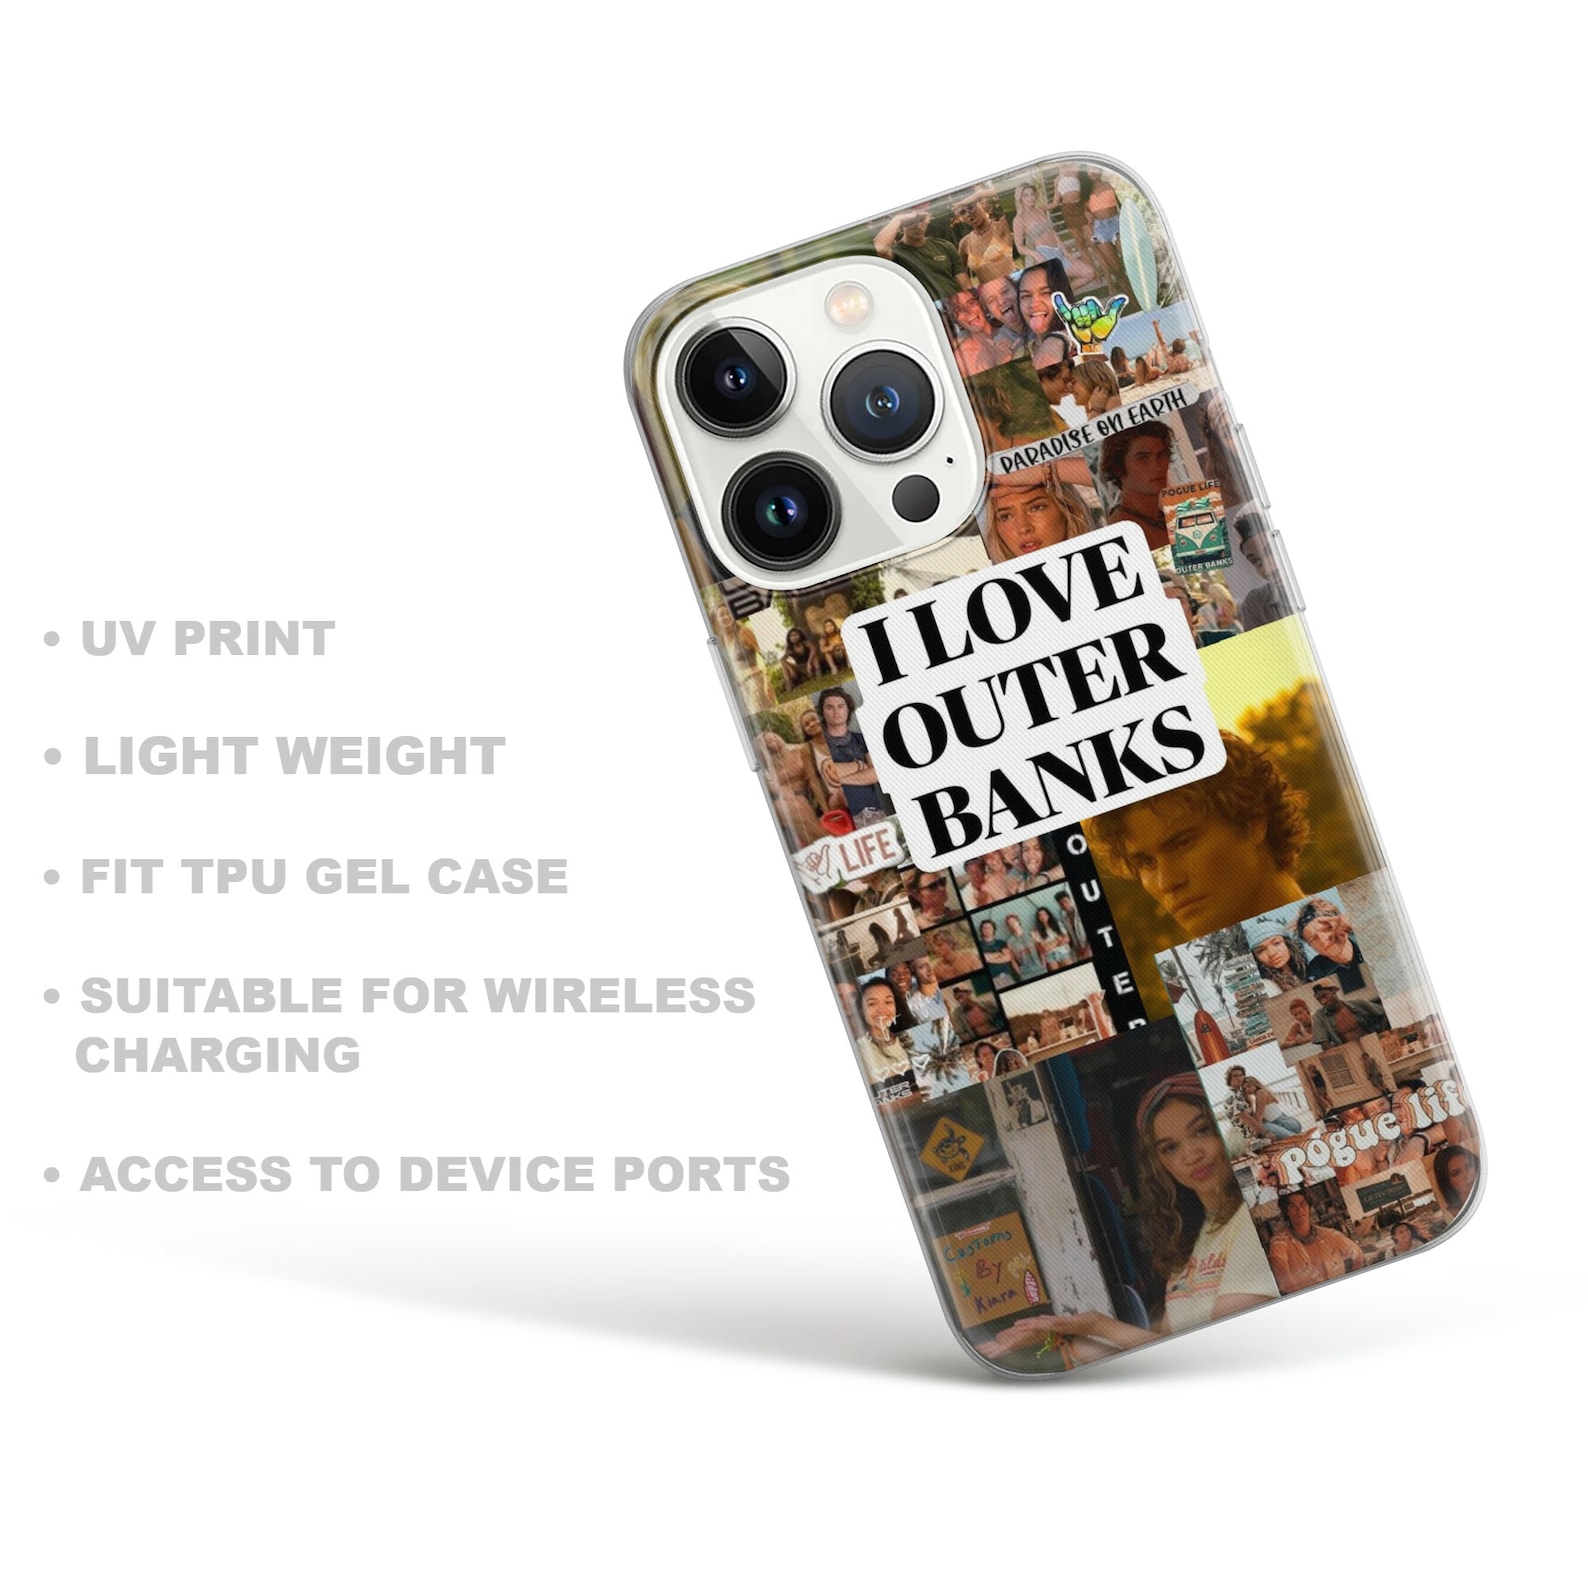 • UV PRINT
• LIGHT WEIGHT
• FIT TPU GEL CASE
• SUITABLE FOR WIRELESS
CHARGING
• ACCESS TO DEVICE PORTS
PARADISE ON EARTH
POGUE LIFE
OUTER BANKS
I LOVE
OUTER
BANKS
LIFE
OUTER
pogue life
KING
Customs
By
Kiara